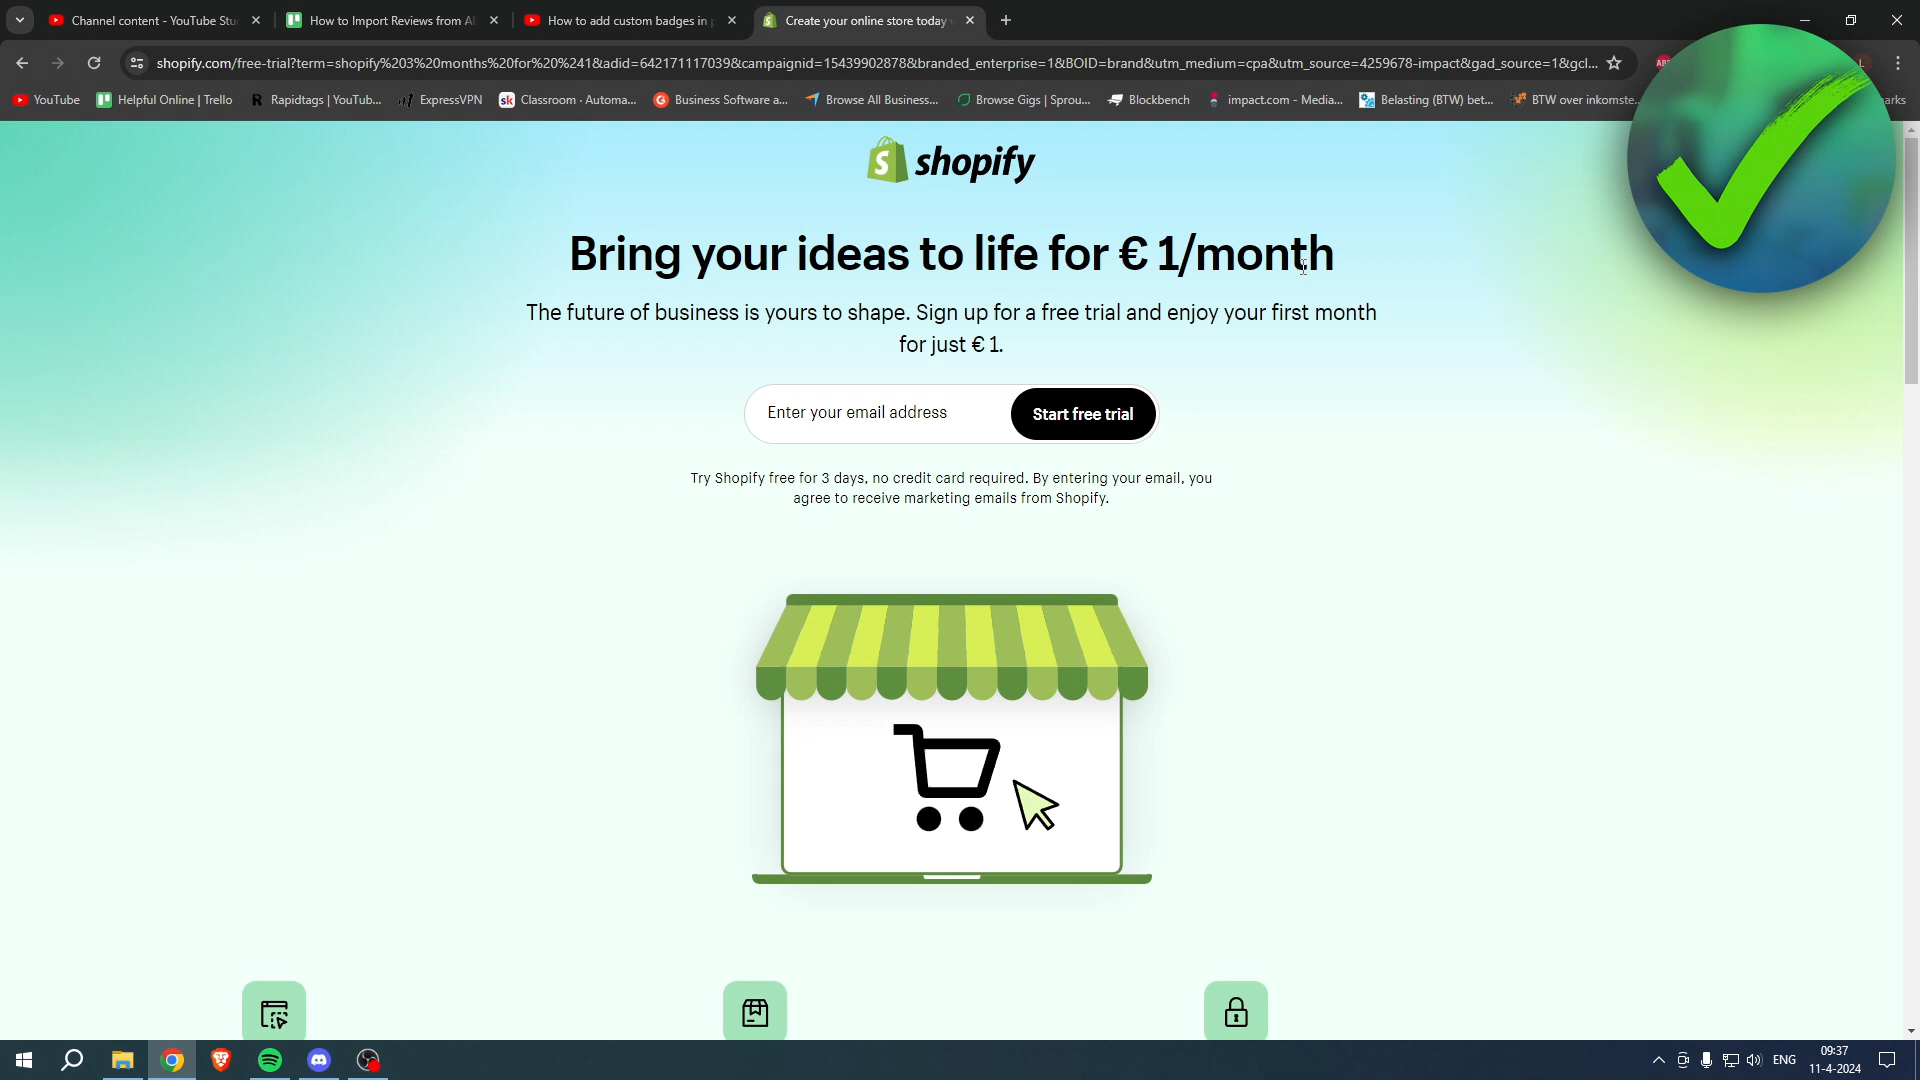 Channel content - YouTube Stu
How to Import Reviews from Al
How to add custom badges in
Create your online store today
shopify.com/free-trial?term=shopify%203%20months%20for%20%241&adid=642171117039&campaignid=15439902878&branded_enterprise=1&BOID=brand&utm_medium=cpa&utm_source=4259678-impact&gad_source=1&gcl...
YouTube
Helpful Online | Trello
Rapidtags | YouTub...
ExpressVPN
Classroom - Automa...
Business Software a...
Browse All Business...
Browse Gigs | Sprou...
Blockbench
impact.com - Media...
Belasting (BTW) bet...
BTW over inkomste...
shopify
Bring your ideas to life for € 1/month
The future of business is yours to shape. Sign up for a free trial and enjoy your first month
for just € 1.
Enter your email address
Start free trial
Try Shopify free for 3 days, no credit card required. By entering your email, you
agree to receive marketing emails from Shopify.
ENG
09:37
11-4-2024